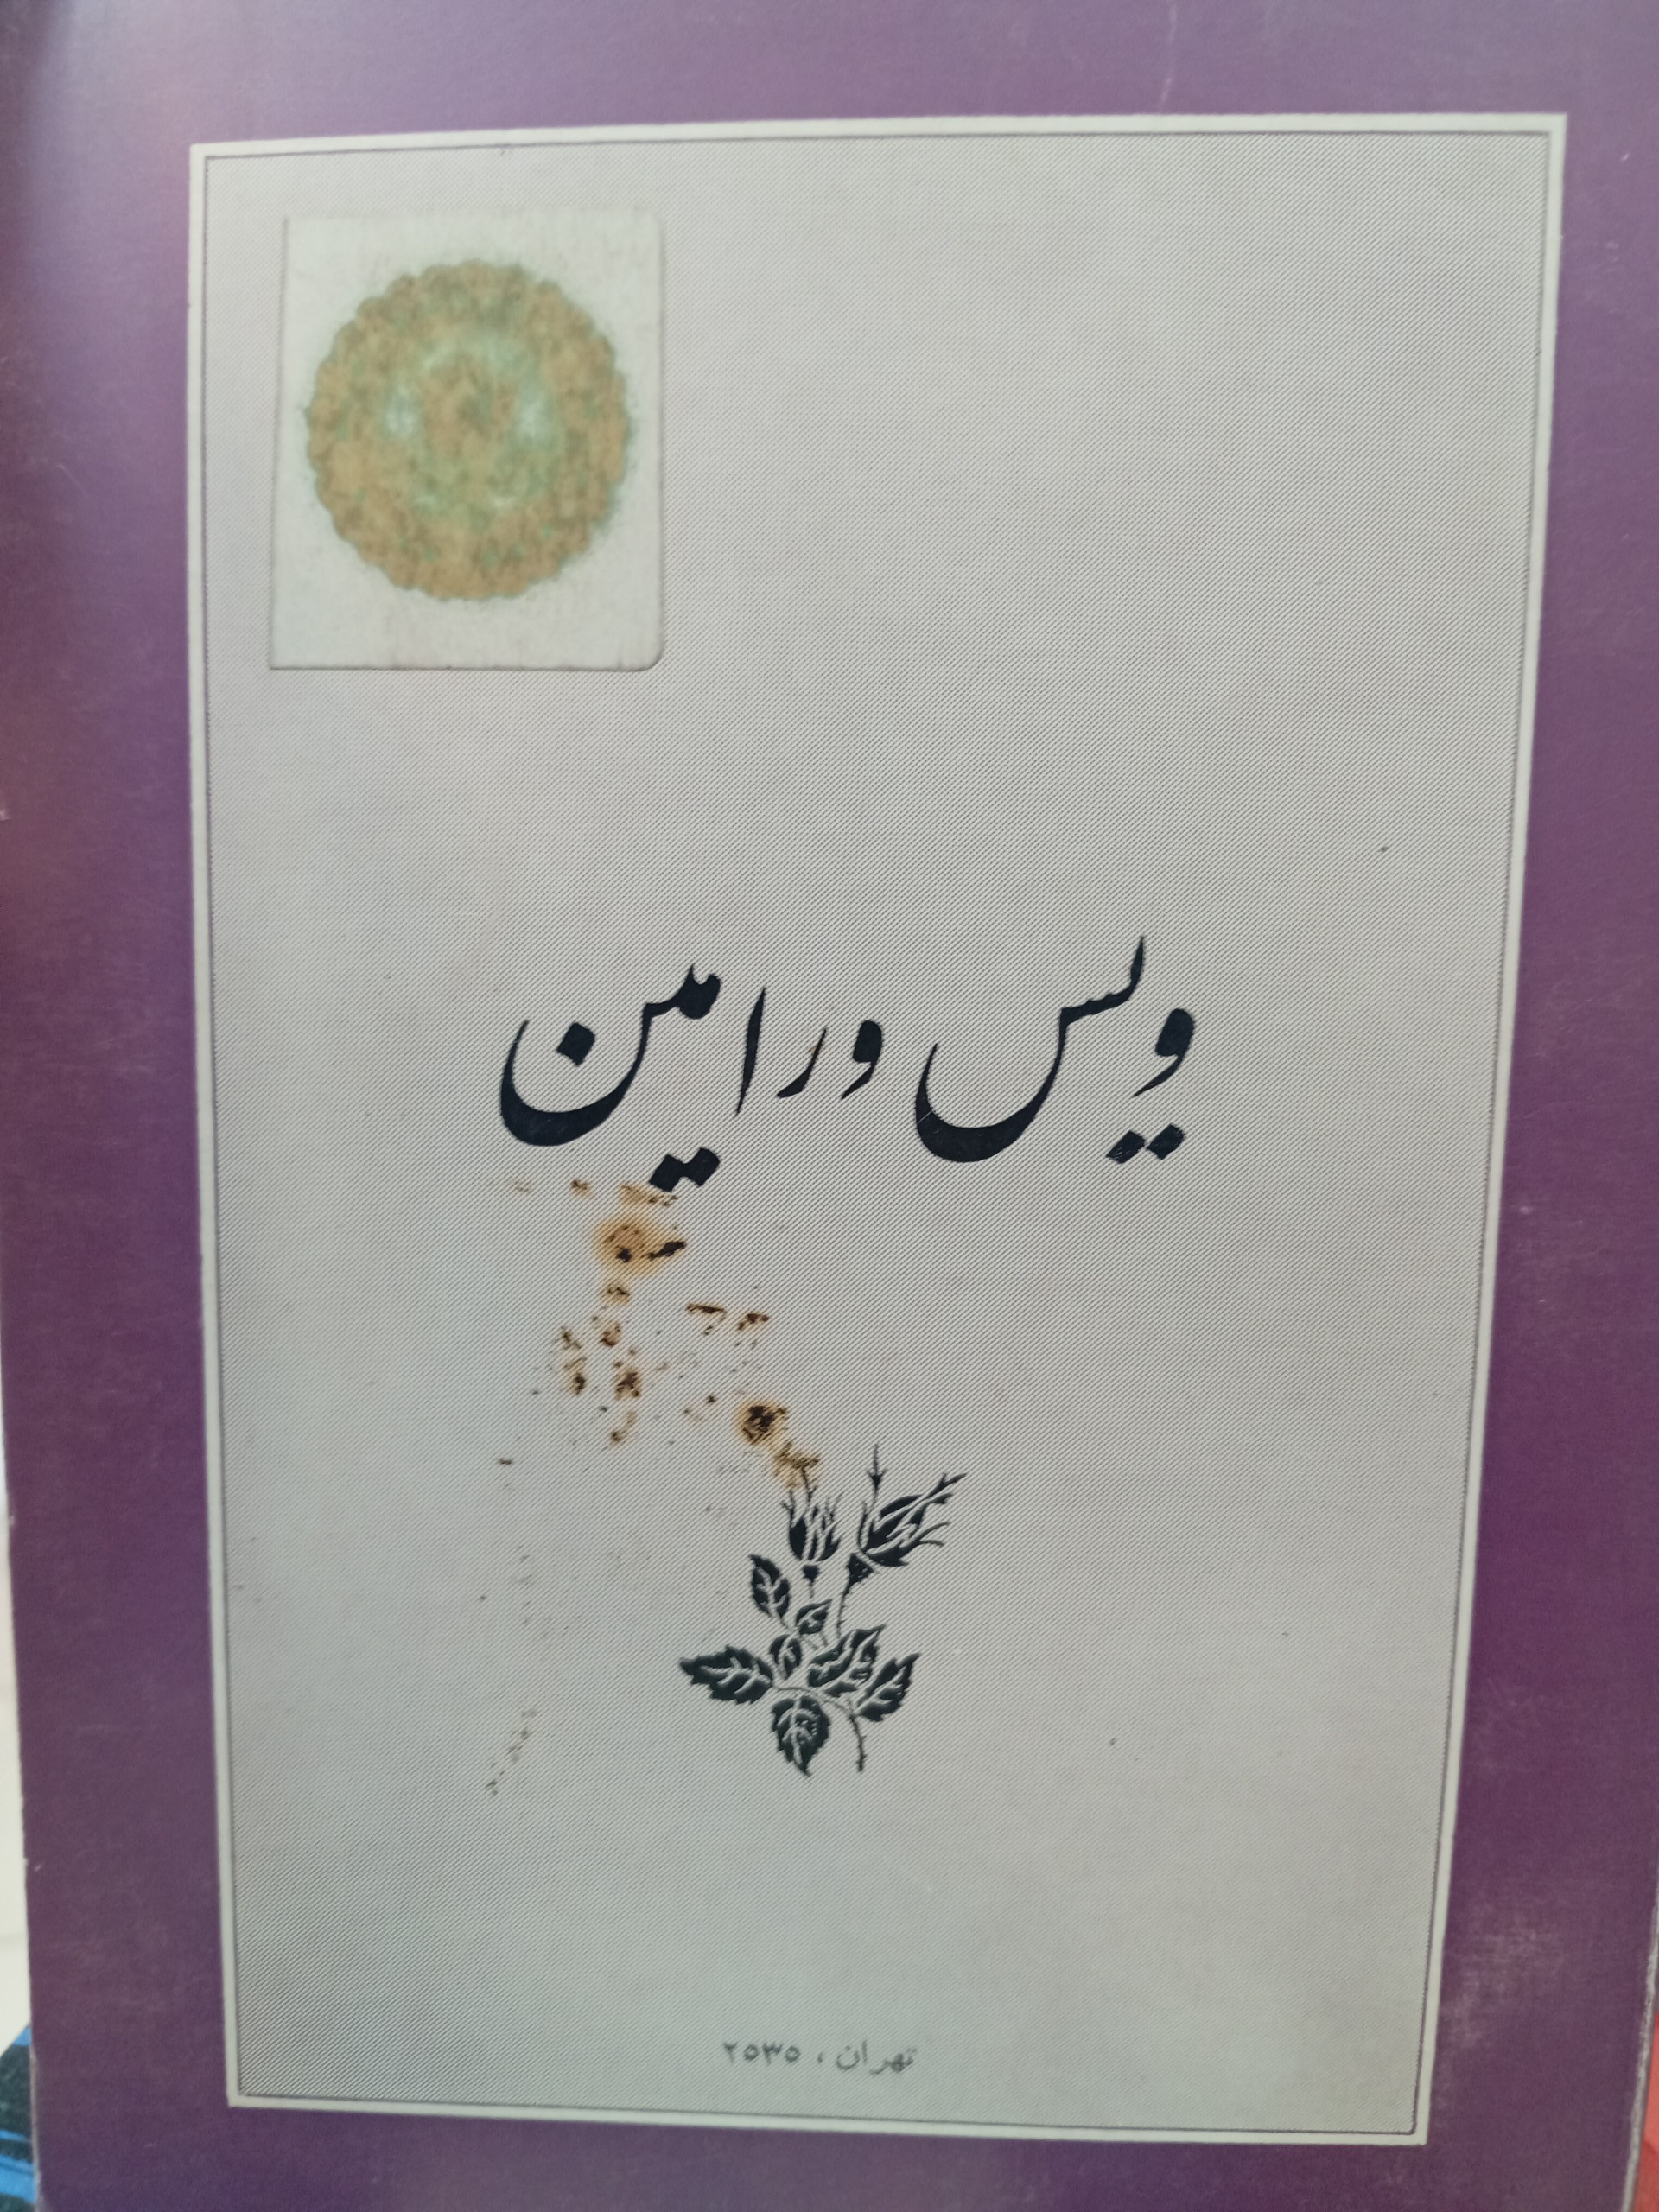 ویس و رامین
تهران ، ۲۵۳۵